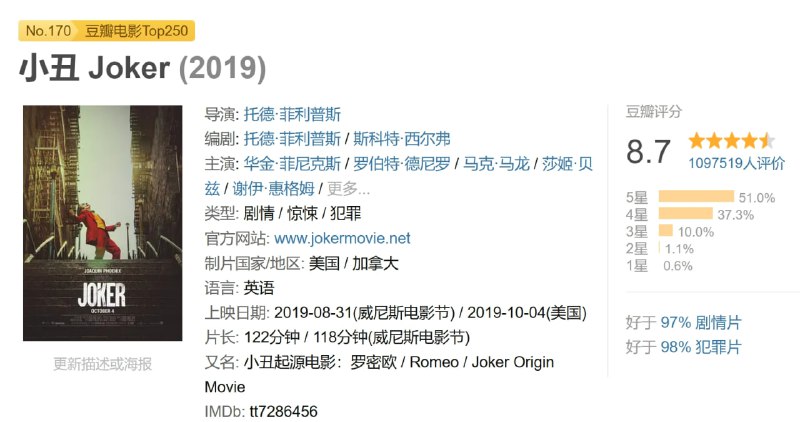 No.170 豆瓣电影Top250
小丑 Joker (2019)
JOAQUIN PHOENIX
JOKER
OCTOBER 4
更新描述或海报
导演: 托德·菲利普斯
编剧: 托德·菲利普斯 / 斯科特·西尔弗
主演: 华金·菲尼克斯 / 罗伯特·德尼罗 / 马克·马龙 / 莎姬·贝
兹 / 谢伊·惠格姆 / 更多...
类型: 剧情 / 惊悚 / 犯罪
官方网站: www.jokermovie.net
制片国家/地区: 美国 / 加拿大
语言: 英语
上映日期: 2019-08-31(威尼斯电影节) / 2019-10-04(美国)
片长: 122分钟 / 118分钟(威尼斯电影节)
又名: 小丑起源电影：罗密欧 / Romeo / Joker Origin
Movie
IMDb: tt7286456
豆瓣评分
8.7
1097519人评价
5星 51.0%
4星 37.3%
3星 10.0%
2星 1.1%
1星 0.6%
好于 97% 剧情片
好于 98% 犯罪片